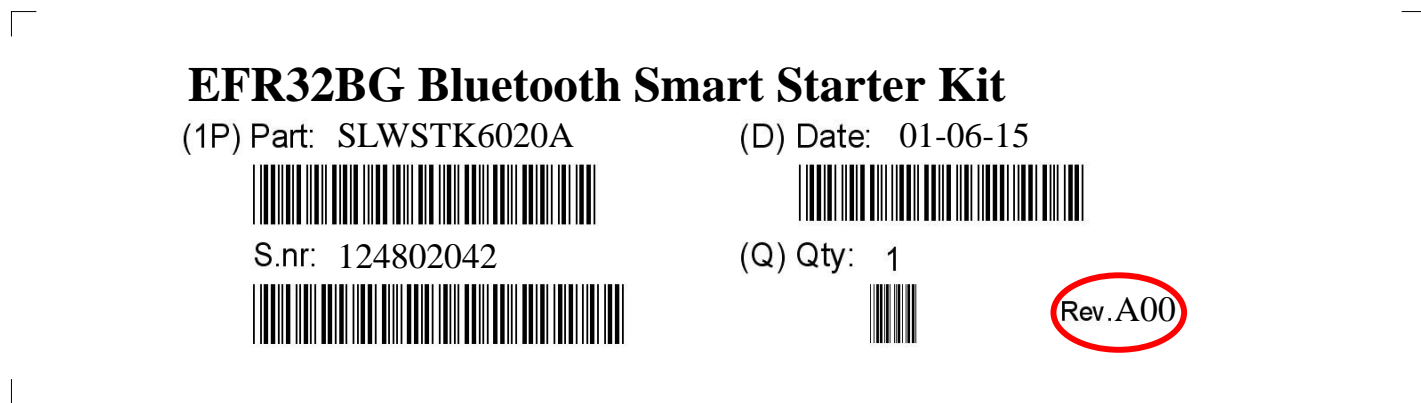 EFR32BG Bluetooth Smart Starter Kit
(1P) Part: SLWSTK6020A (D) Date: 01-06-15
S.nr: 124802042 (Q) Qty: 1
Rev.A00